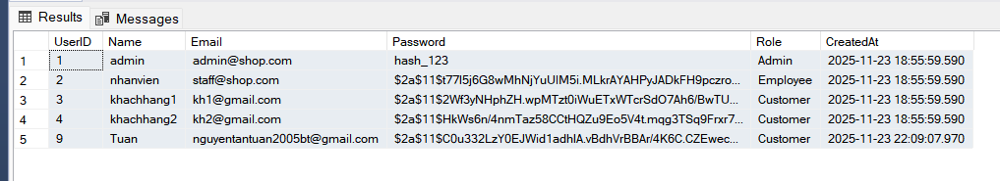 Results Messages
UserID Name Email Password Role CreatedAt
1 1 admin admin@shop.com hash_123 Admin 2025-11-23 18:55:59.590
2 2 nhanvien staff@shop.com $2a$11$t77l5j6G8wMhNjYuUlM5i.MLkrAYAHPyJADkFH9pczro... Employee 2025-11-23 18:55:59.590
3 3 khachhang1 kh1@gmail.com $2a$11$2Wf3yNHphZH.wpMTzt0iWuETxWTcrSdO7Ah6/BwTU... Customer 2025-11-23 18:55:59.590
4 4 khachhang2 kh2@gmail.com $2a$11$HkWs6n/4nmTaz58CCtHQZu9Eo5V4t.mqg3TSq9Frxr7... Customer 2025-11-23 18:55:59.590
5 9 Tuan nguyentantuan2005bt@gmail.com $2a$11$C0u332LzY0EJWid1adhlA.vBdhVrBBAr/4K6C.CZEwec... Customer 2025-11-23 22:09:07.970